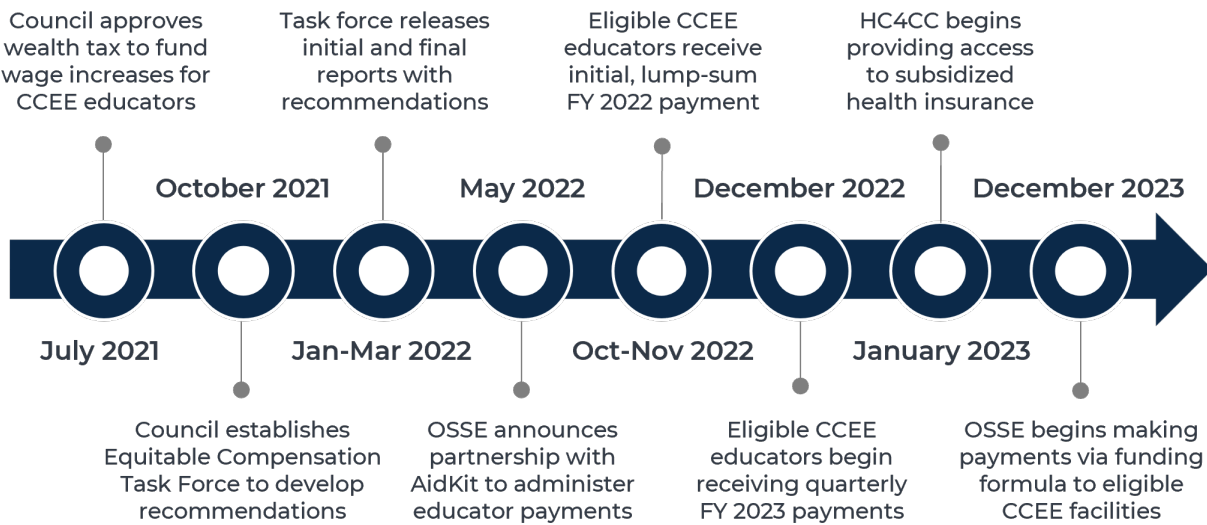 Council approves
wealth tax to fund
wage increases for
CCEE educators
July 2021
October 2021
Council establishes
Equitable Compensation
Task Force to develop
recommendations
Task force releases
initial and final
reports with
recommendations
Jan-Mar 2022
May 2022
OSSE announces
partnership with
AidKit to administer
educator payments
Eligible CCEE
educators receive
initial, lump-sum
FY 2022 payment
Oct-Nov 2022
December 2022
Eligible CCEE
educators begin
receiving quarterly
FY 2023 payments
HC4CC begins
providing access
to subsidized
health insurance
January 2023
December 2023
OSSE begins making
payments via funding
formula to eligible
CCEE facilities